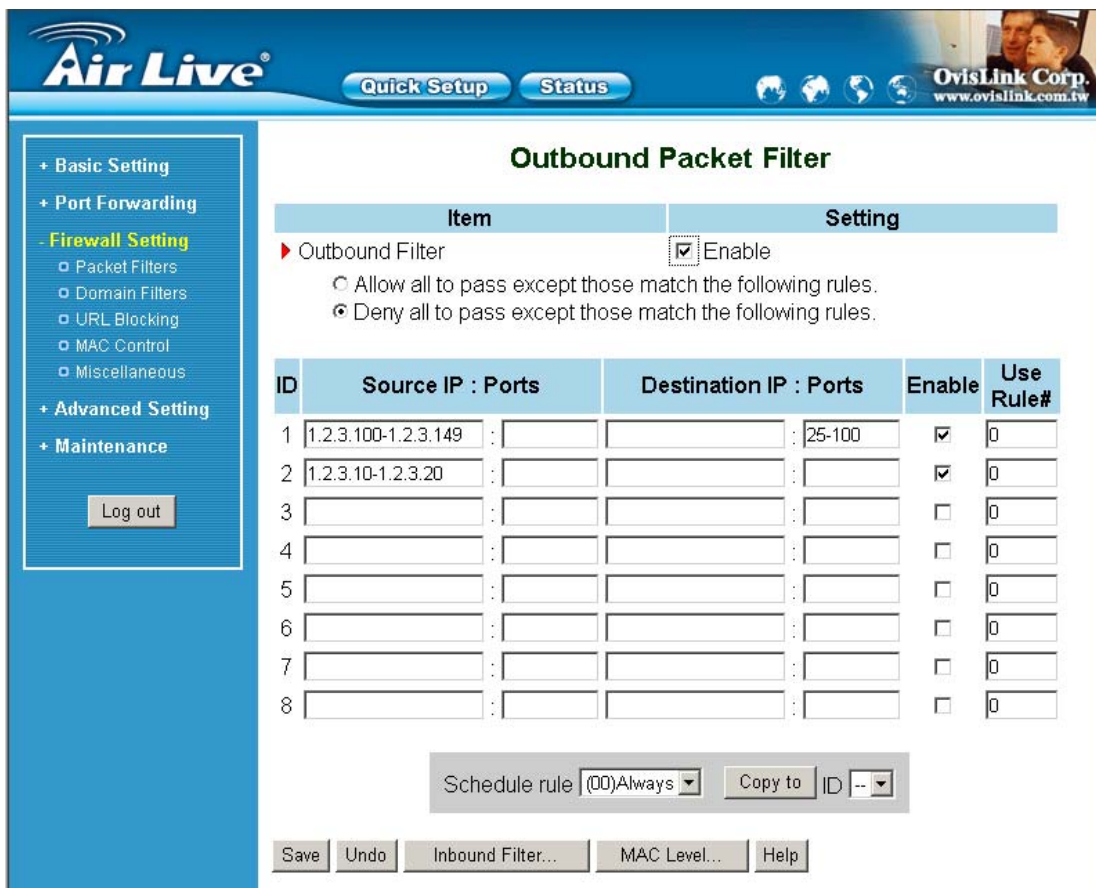 Air Live®
Quick Setup
Status
OvisLink Corp.
www.ovislink.com.tw
+ Basic Setting
+ Port Forwarding
- Firewall Setting
Packet Filters
Domain Filters
URL Blocking
MAC Control
Miscellaneous
+ Advanced Setting
+ Maintenance
Log out
Outbound Packet Filter
Item Setting
Outbound Filter Enable
Allow all to pass except those match the following rules.
Deny all to pass except those match the following rules.
ID Source IP : Ports Destination IP : Ports Enable Use Rule#
1 1.2.3.100-1.2.3.149 : : 25-100 0
2 1.2.3.10-1.2.3.20 : : 0
3 : : 0
4 : : 0
5 : : 0
6 : : 0
7 : : 0
8 : : 0
Schedule rule (00)Always Copy to ID --
Save Undo Inbound Filter... MAC Level... Help